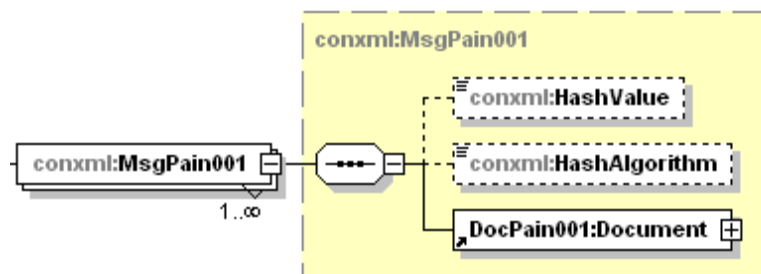 conxml:MsgPain001
conxml:HashValue
conxml:MsgPain001
conxml:HashAlgorithm
1..∞
DocPain001:Document